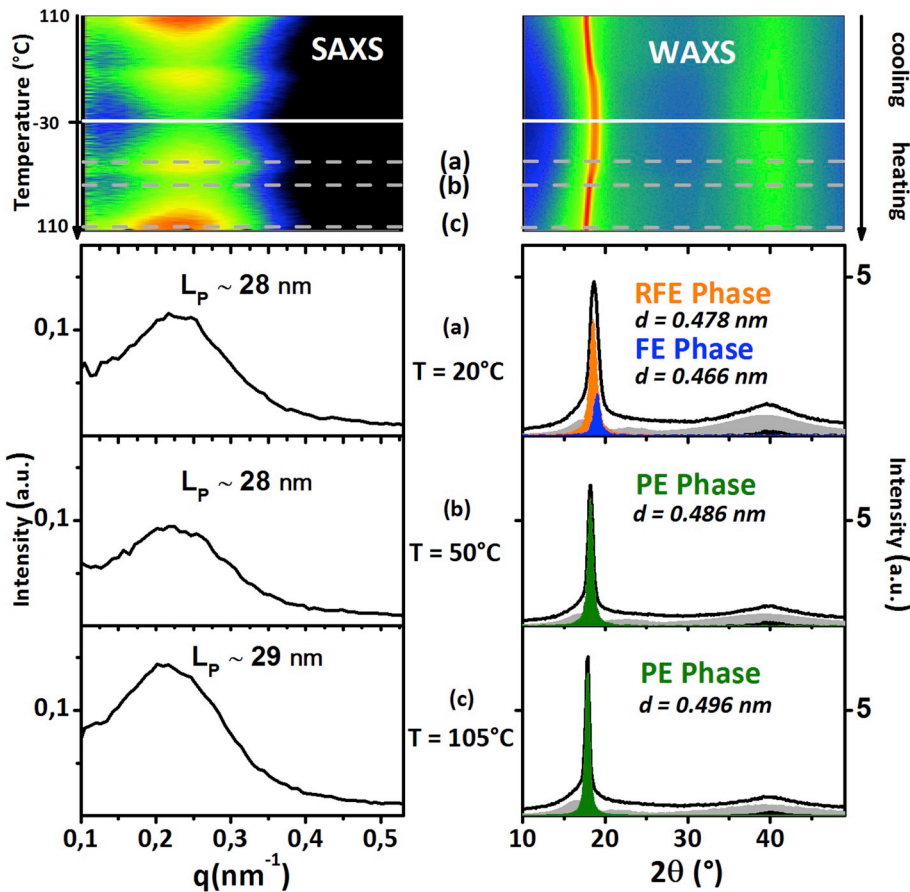 110
-30
110
Temperature (°C)
SAXS
WAXS
cooling
heating
(a)
(b)
(c)
0,1
L_P ~ 28 nm
(a)
T = 20°C
RFE Phase
d = 0.478 nm
FE Phase
d = 0.466 nm
5
0,1
L_P ~ 28 nm
(b)
T = 50°C
PE Phase
d = 0.486 nm
5
0,1
L_P ~ 29 nm
(c)
T = 105°C
PE Phase
d = 0.496 nm
5
Intensity (a.u.)
Intensity (a.u.)
0,1 0,2 0,3 0,4 0,5
q(nm⁻¹)
10 20 30 40
2θ (°)